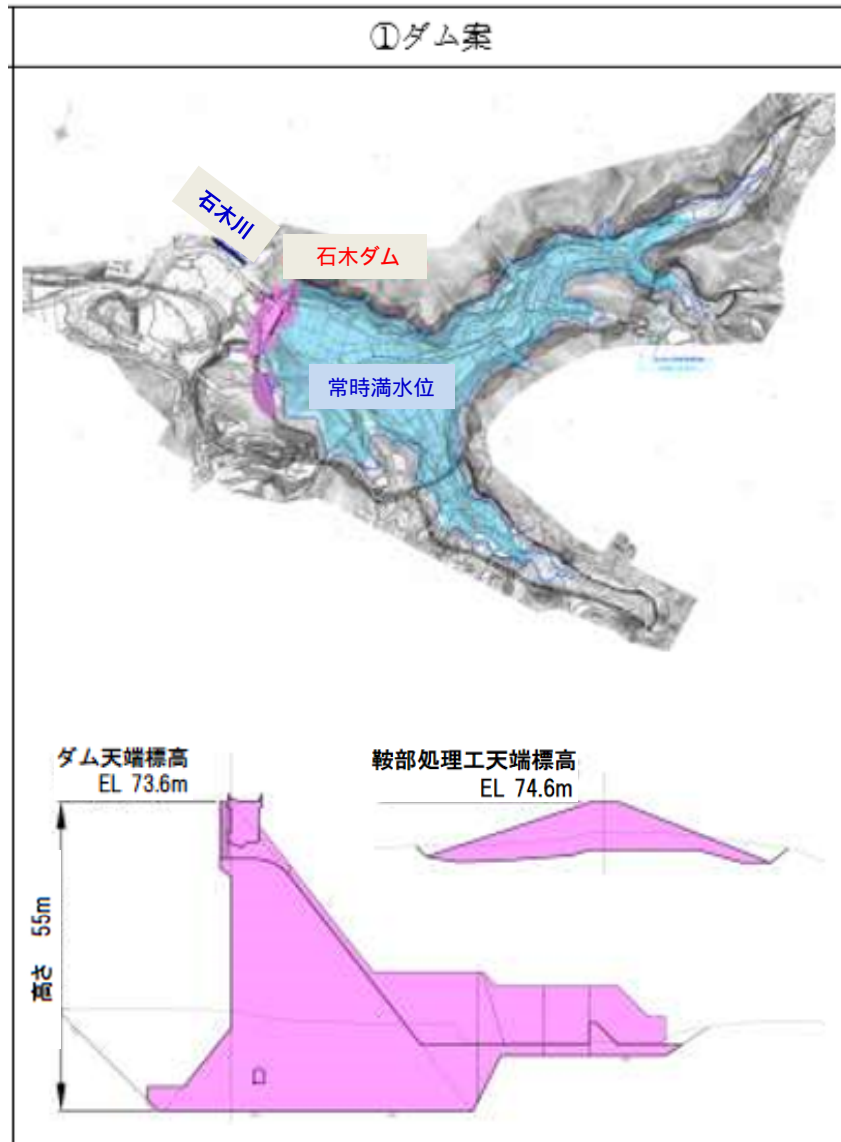 ①ダム案
石木川
石木ダム
常時満水位
ダム天端標高
EL 73.6m
鞍部処理工天端標高
EL 74.6m
高さ 55m